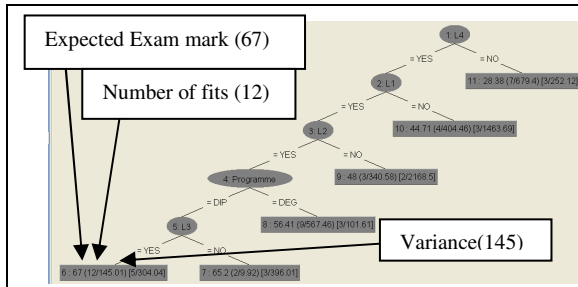 Expected Exam mark (67)
Number of fits (12)
1: L4
= YES
= NO
2: L1
11 : 28.38 (7/679.4) [3/252.12]
= YES
= NO
3: L2
10 : 44.71 (4/404.46) [3/1463.69]
= YES
= NO
4: Programme
9 : 48 (3/340.58) [2/2168.5]
= DIP
= DEG
5: L3
8 : 56.41 (9/567.46) [3/101.61]
= YES
= NO
Variance(145)
6 : 67 (12/145.01) [5/304.04]
7 : 65.2 (2/9.92) [3/396.01]